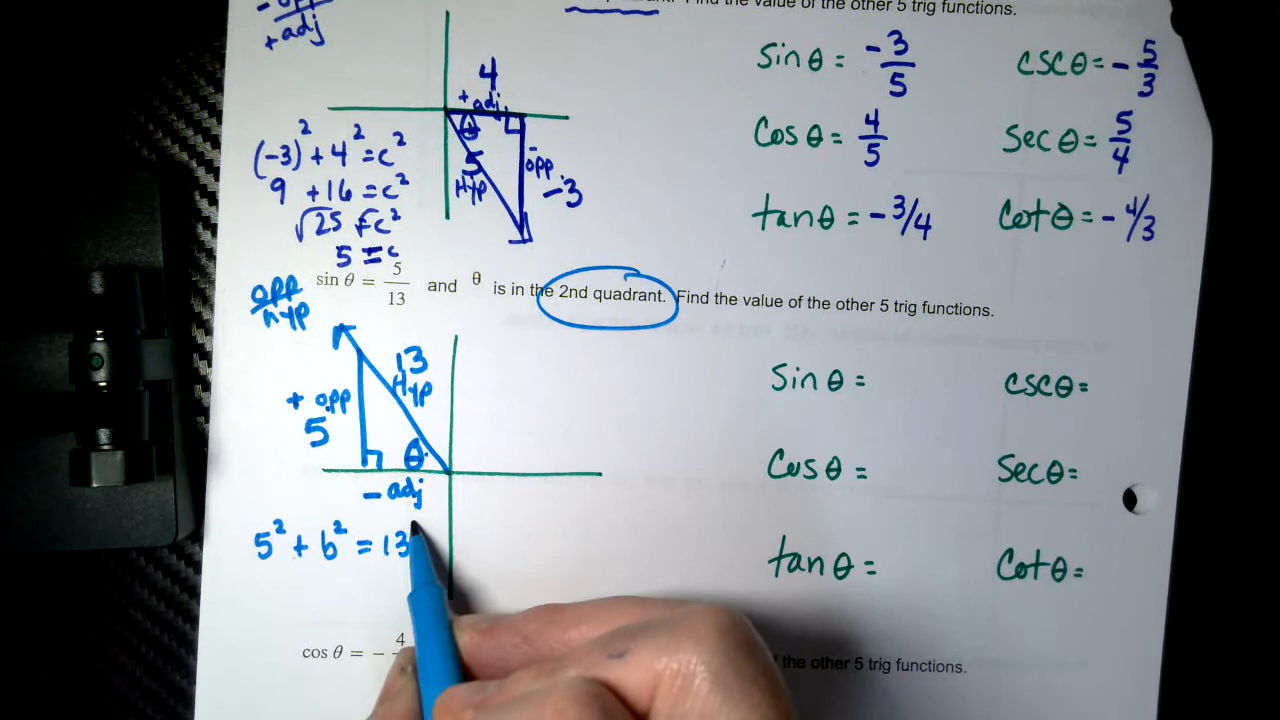 - opp
+ adj
Find the value of the other 5 trig functions.
4
+ adj.
θ
5
Hyp
- opp.
-3
(-3)² + 4² = c²
9 + 16 = c²
√25 = c²
5 = c
sin θ = -3/5
csc θ = - 5/3
cos θ = 4/5
sec θ = 5/4
tan θ = - 3/4
cot θ = - 4/3
sin θ = 5/13 and θ is in the 2nd quadrant. Find the value of the other 5 trig functions.
opp
hyp
13
Hyp
+ opp
5
θ
- adj
5² + b² = 13
sin θ =
csc θ =
cos θ =
sec θ =
tan θ =
cot θ =
cos θ = - 4
the other 5 trig functions.